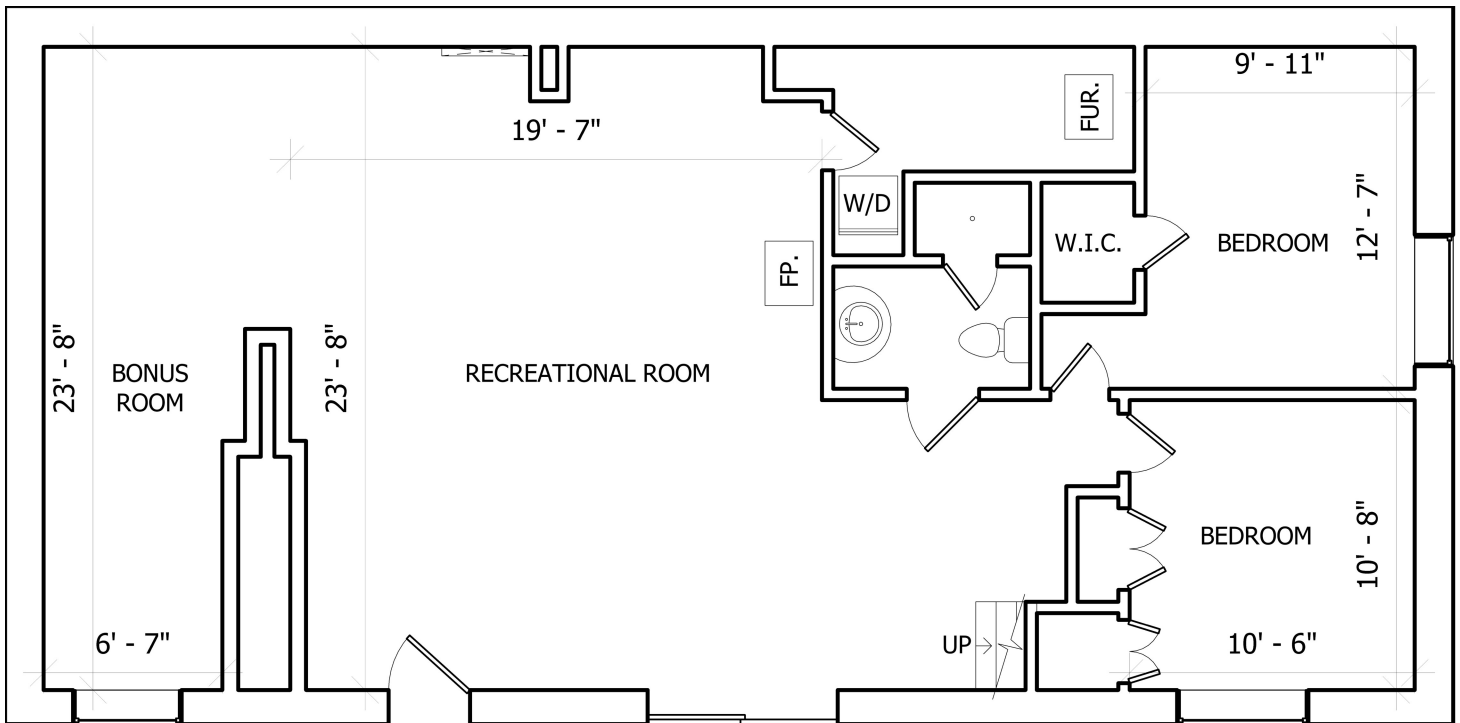 9' - 11"
FUR.
19' - 7"
W/D
W.I.C.
BEDROOM
12' - 7"
FP.
23' - 8"
BONUS
ROOM
23' - 8"
RECREATIONAL ROOM
BEDROOM
10' - 8"
6' - 7"
UP
10' - 6"